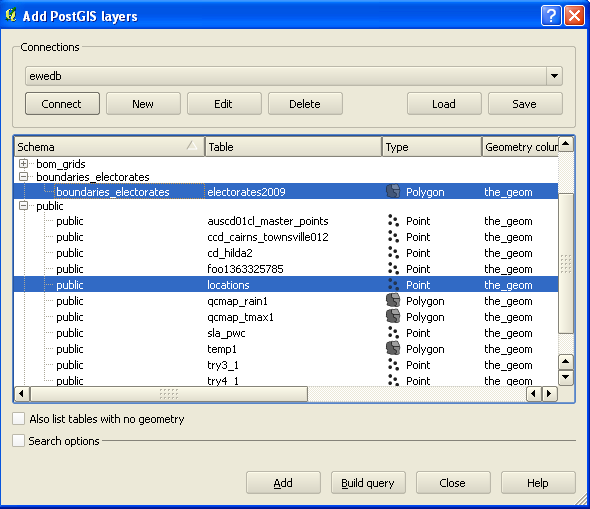 Add PostGIS layers
Connections
ewedb
Connect New Edit Delete Load Save
Schema Table Type Geometry colur
bom_grids
boundaries_electorates
boundaries_electorates electorates2009 Polygon the_geom
public
public auscd01cl_master_points Point the_geom
public ccd_cairns_townsville012 Point the_geom
public cd_hilda2 Point the_geom
public foo1363325785 Point the_geom
public locations Point the_geom
public qcmap_rain1 Polygon the_geom
public qcmap_tmax1 Polygon the_geom
public sla_pwc Point the_geom
public temp1 Polygon the_geom
public try3_1 Point the_geom
public try4_1 Point the_geom
Also list tables with no geometry
Search options
Add Build query Close Help